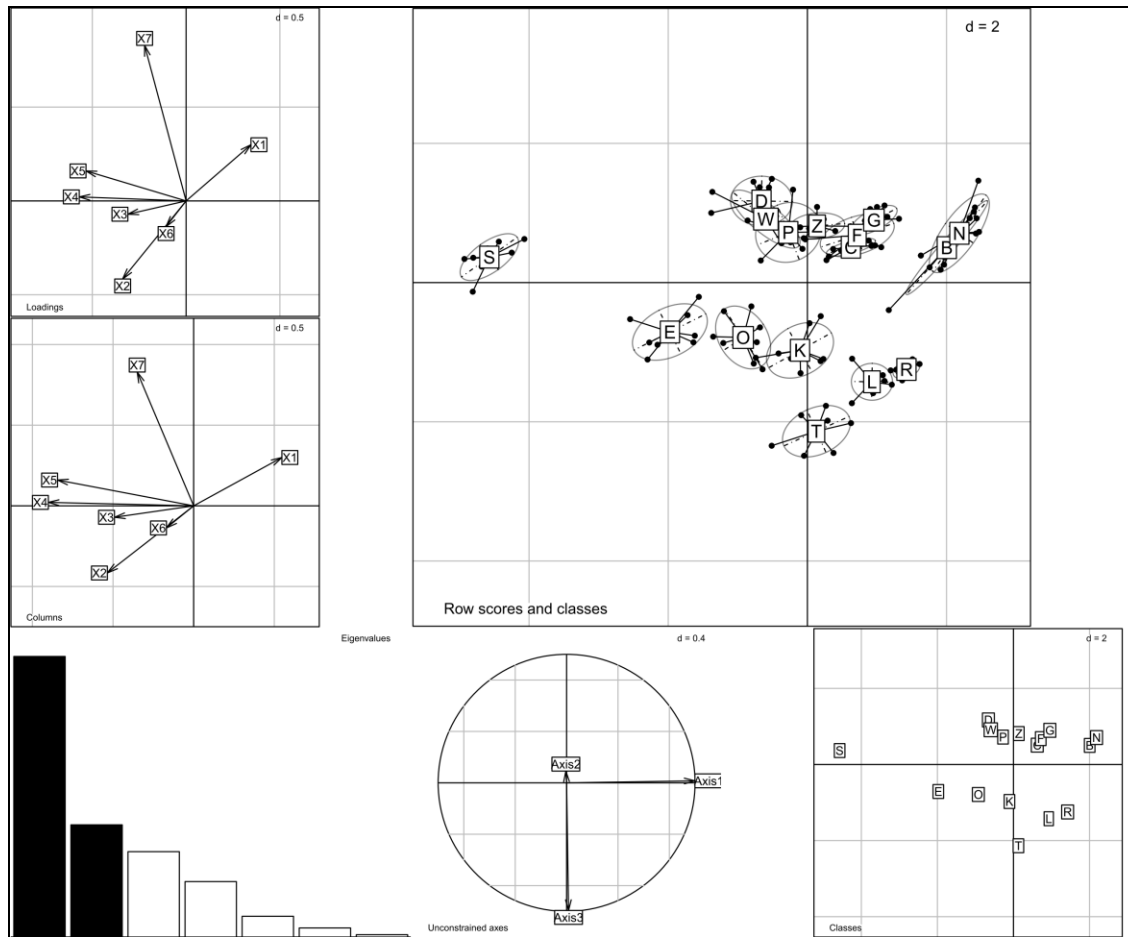 d = 0.5
X7
X1
X5
X4
X3
X6
X2
Loadings
d = 0.5
X7
X1
X5
X4
X3
X6
X2
Columns
d = 2
D
W
P
Z
G
F
C
N
B
S
E
O
K
L
R
T
Row scores and classes
Eigenvalues
d = 0.4
Axis2
Axis1
Axis3
Unconstrained axes
d = 2
D
W
P
Z
G
F
N
B
S
E
O
K
L
R
T
Classes